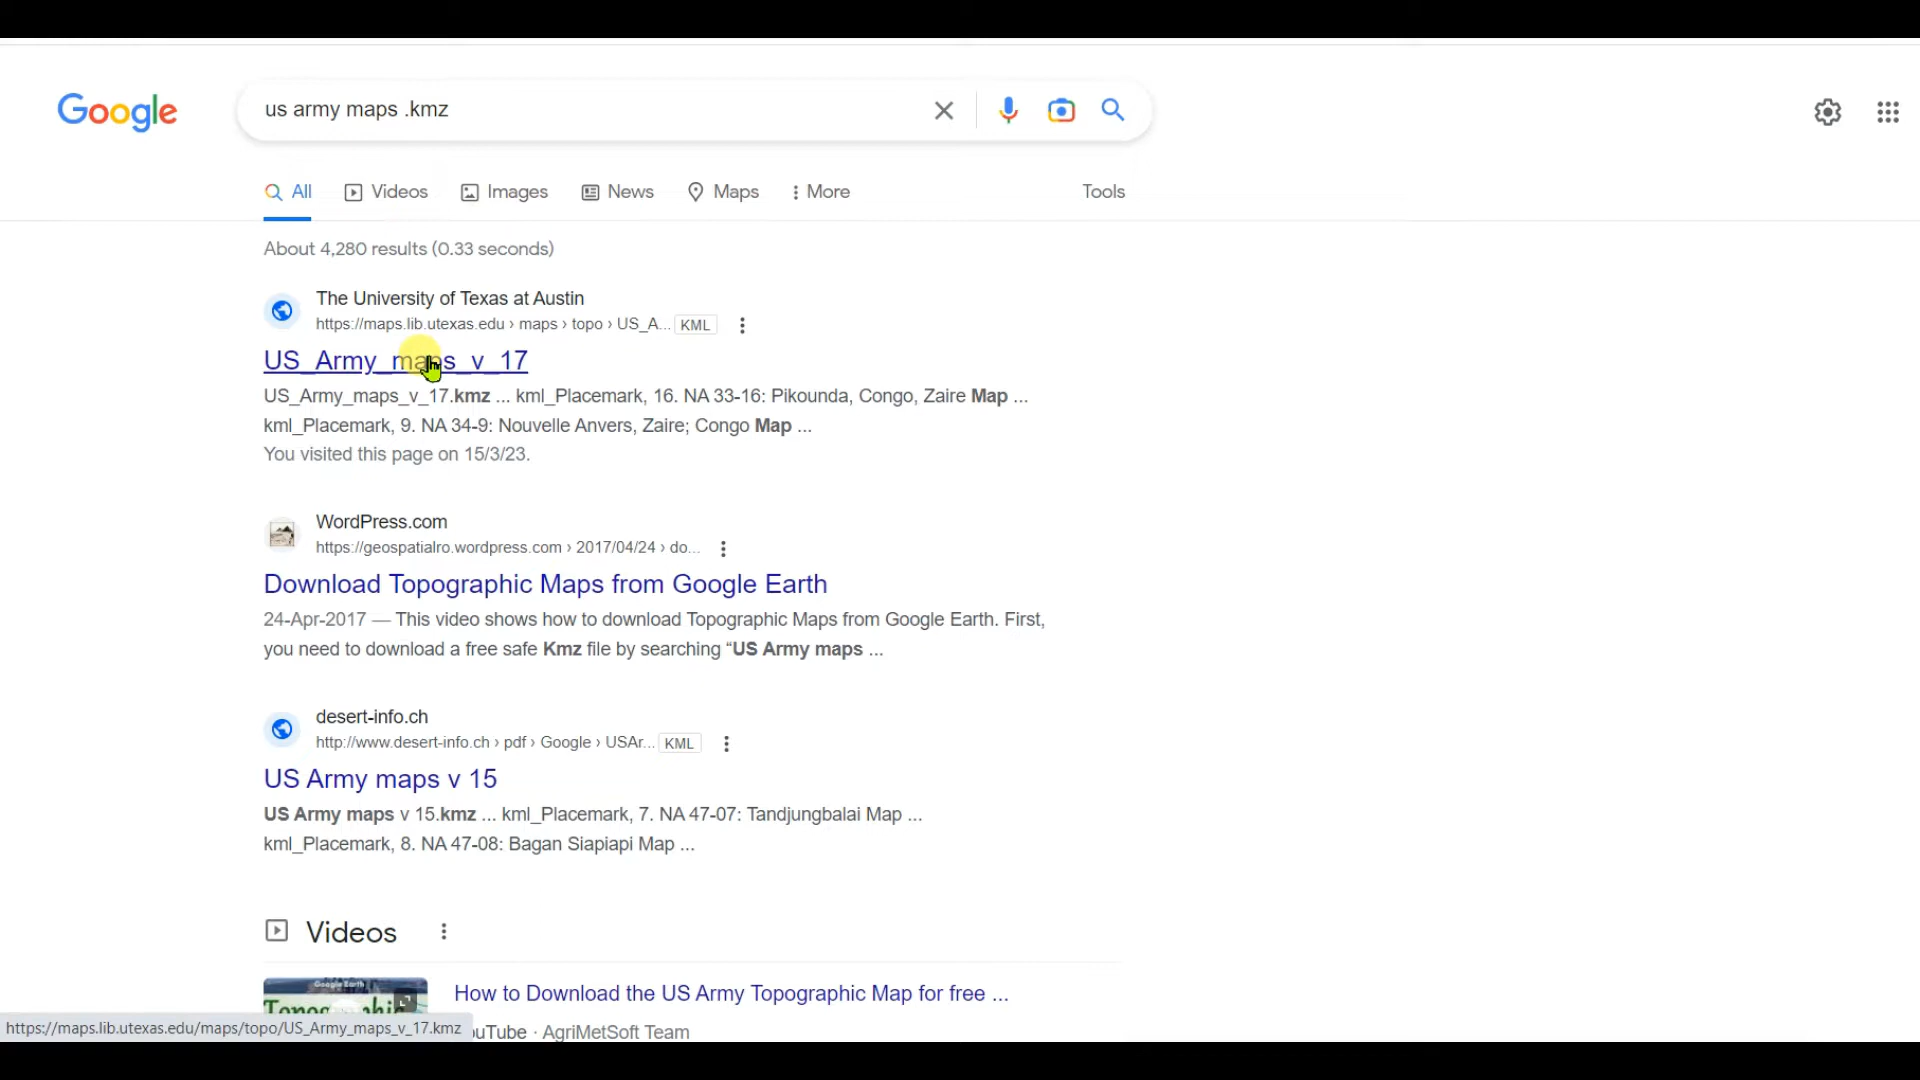 Google
us army maps .kmz
All Videos Images News Maps More Tools
About 4,280 results (0.33 seconds)
The University of Texas at Austin
https://maps.lib.utexas.edu › maps › topo › US_A... KML
US_Army_maps_v_17
US_Army_maps_v_17.kmz ... kml_Placemark, 16. NA 33-16: Pikounda, Congo, Zaire Map ...
kml_Placemark, 9. NA 34-9: Nouvelle Anvers, Zaire; Congo Map ...
You visited this page on 15/3/23.
WordPress.com
https://geospatialro.wordpress.com › 2017/04/24 › do...
Download Topographic Maps from Google Earth
24-Apr-2017 — This video shows how to download Topographic Maps from Google Earth. First,
you need to download a free safe Kmz file by searching “US Army maps ...
desert-info.ch
http://www.desert-info.ch › pdf › Google › USAr... KML
US Army maps v 15
US Army maps v 15.kmz ... kml_Placemark, 7. NA 47-07: Tandjungbalai Map ...
kml_Placemark, 8. NA 47-08: Bagan Siapiapi Map ...
Videos
Google Earth
How to Download the US Army Topographic Map for free ...
https://maps.lib.utexas.edu/maps/topo/US_Army_maps_v_17.kmz
uTube · AgriMetSoft Team